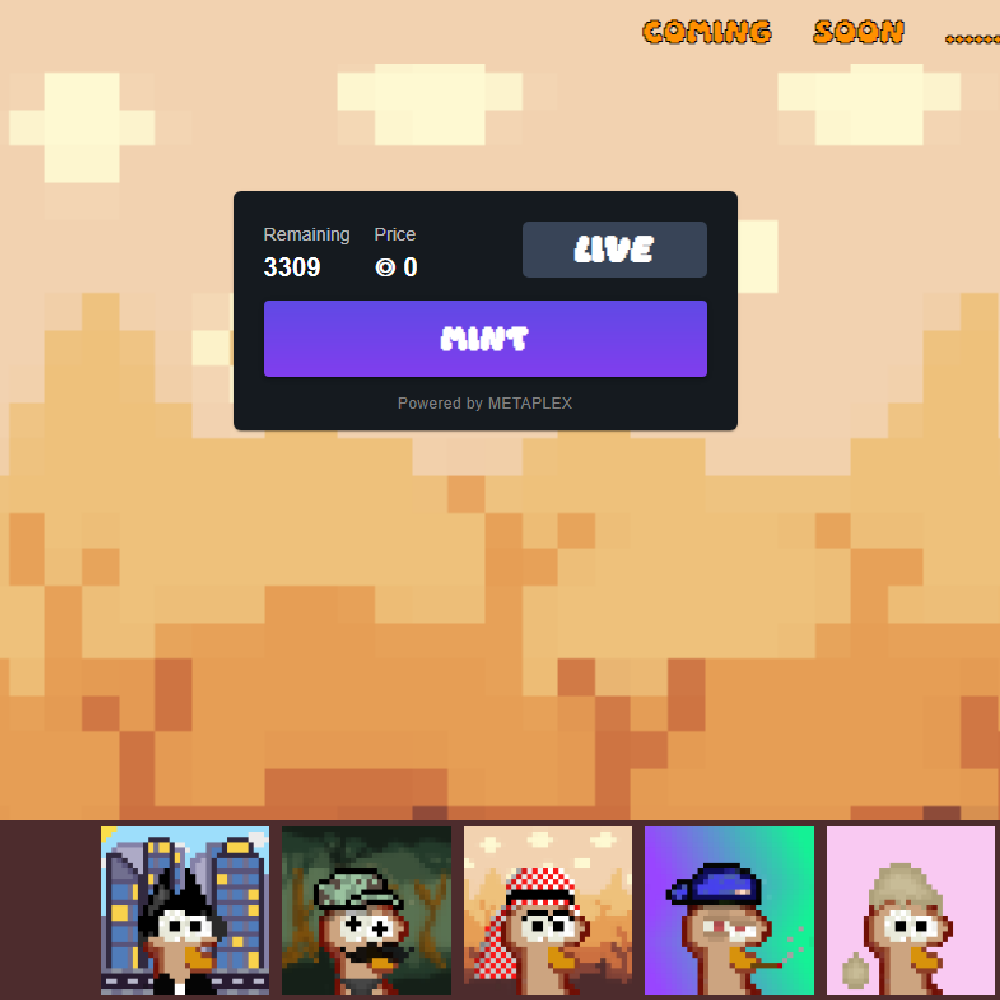 COMING SOON ......
Remaining Price
3309 0
LIVE
MINT
Powered by METAPLEX